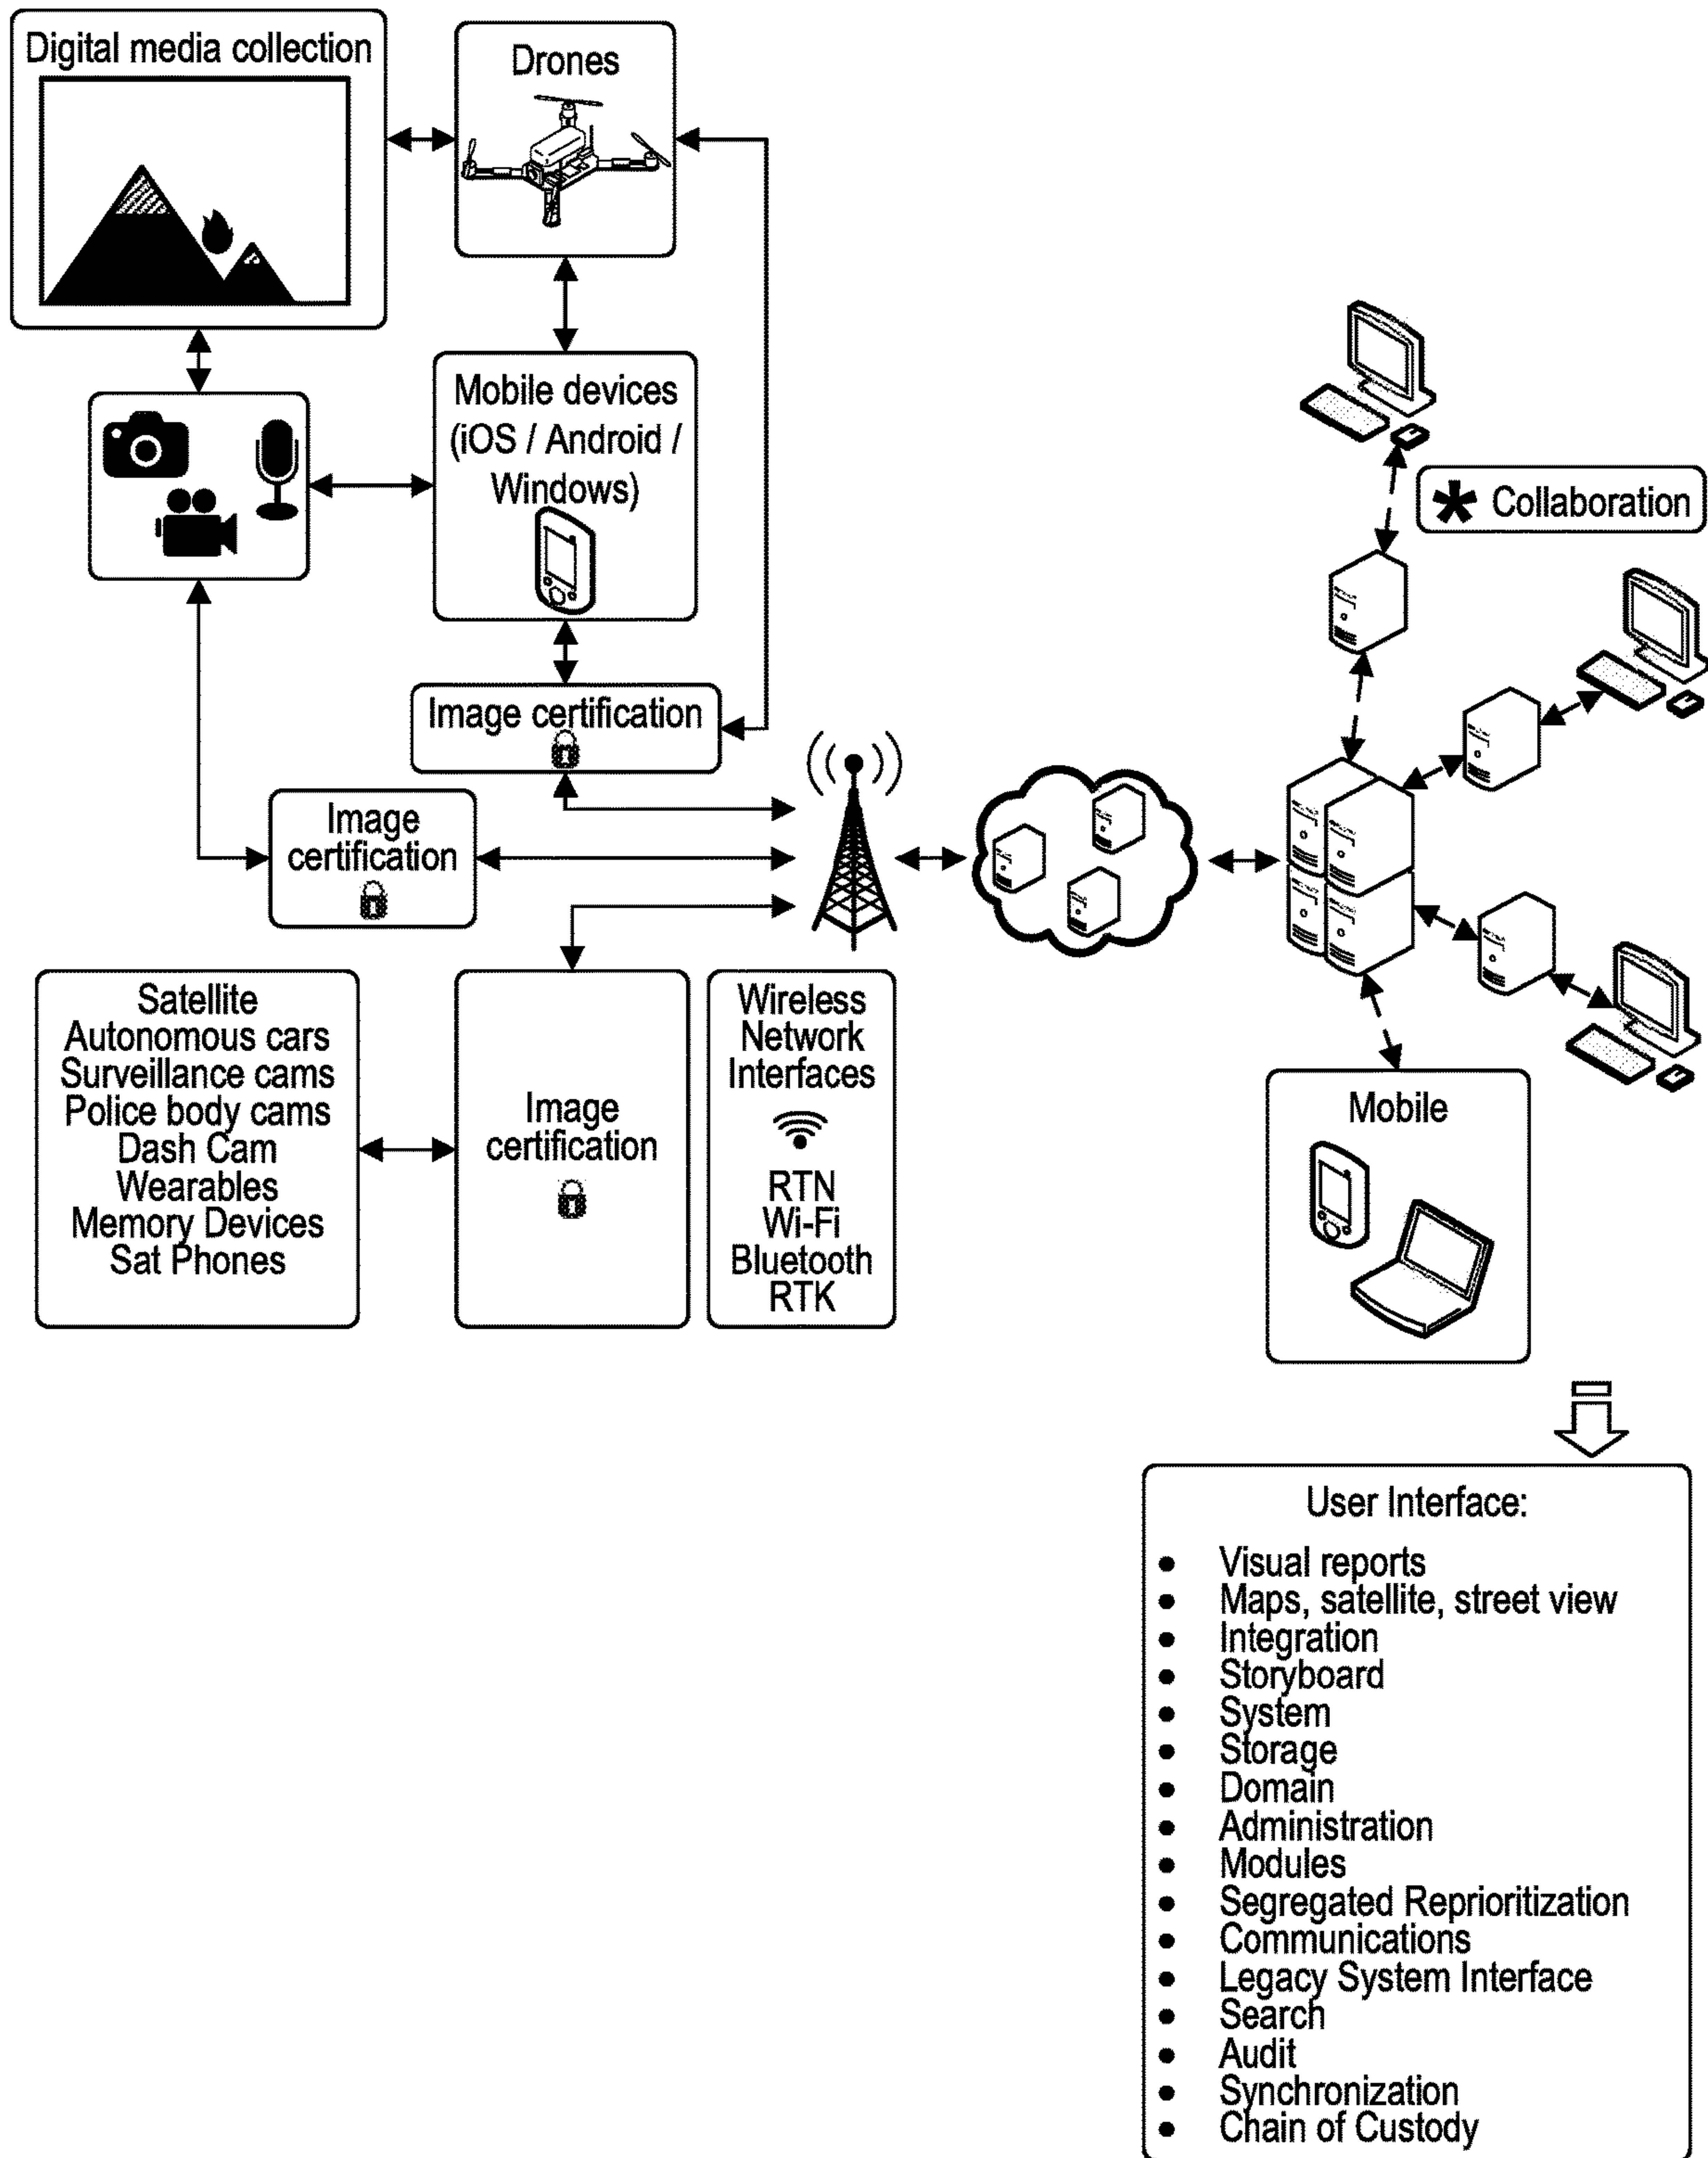 Digital media collection
Drones
Mobile devices
(iOS / Android /
Windows)
* Collaboration
Image certification
Image
certification
Satellite
Autonomous cars
Surveillance cams
Police body cams
Dash Cam
Wearables
Memory Devices
Sat Phones
Image
certification
Wireless
Network
Interfaces
RTN
Wi-Fi
Bluetooth
RTK
Mobile
User Interface:
• Visual reports
• Maps, satellite, street view
• Integration
• Storyboard
• System
• Storage
• Domain
• Administration
• Modules
• Segregated Reprioritization
• Communications
• Legacy System Interface
• Search
• Audit
• Synchronization
• Chain of Custody